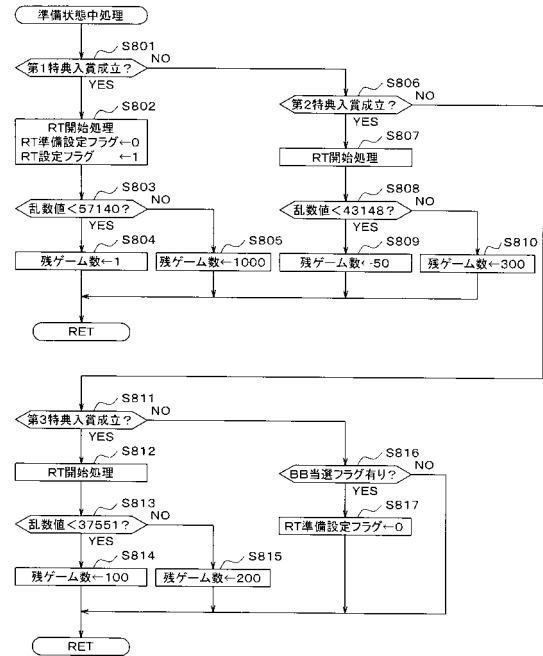 準備状態中処理
S801
第1特典入賞成立?
NO
YES
S802
RT開始処理
RT準備設定フラグ←0
RT設定フラグ ←1
S803
乱数値<57140?
NO
YES
S804
残ゲーム数←1
S805
残ゲーム数←1000
S806
第2特典入賞成立?
NO
YES
S807
RT開始処理
S808
乱数値<43148?
NO
YES
S809
残ゲーム数←50
S810
残ゲーム数←300
RET
S811
第3特典入賞成立?
NO
YES
S812
RT開始処理
S813
乱数値<37551?
NO
YES
S814
残ゲーム数←100
S815
残ゲーム数←200
S816
BB当選フラグ有り?
NO
YES
S817
RT準備設定フラグ←0
RET